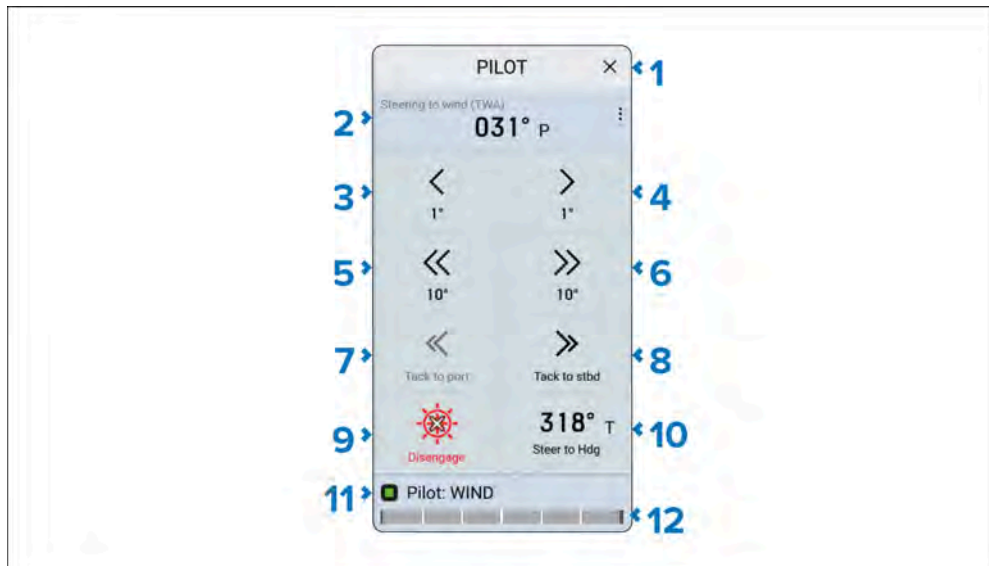 PILOT × 1
Steering to wind (TWA)
2 031° P
3 4
1° 1°
5 6
10° 10°
7 8
Tack to port Tack to stbd
318° T
9 10
Disengage Steer to Hdg
11 Pilot: WIND
12